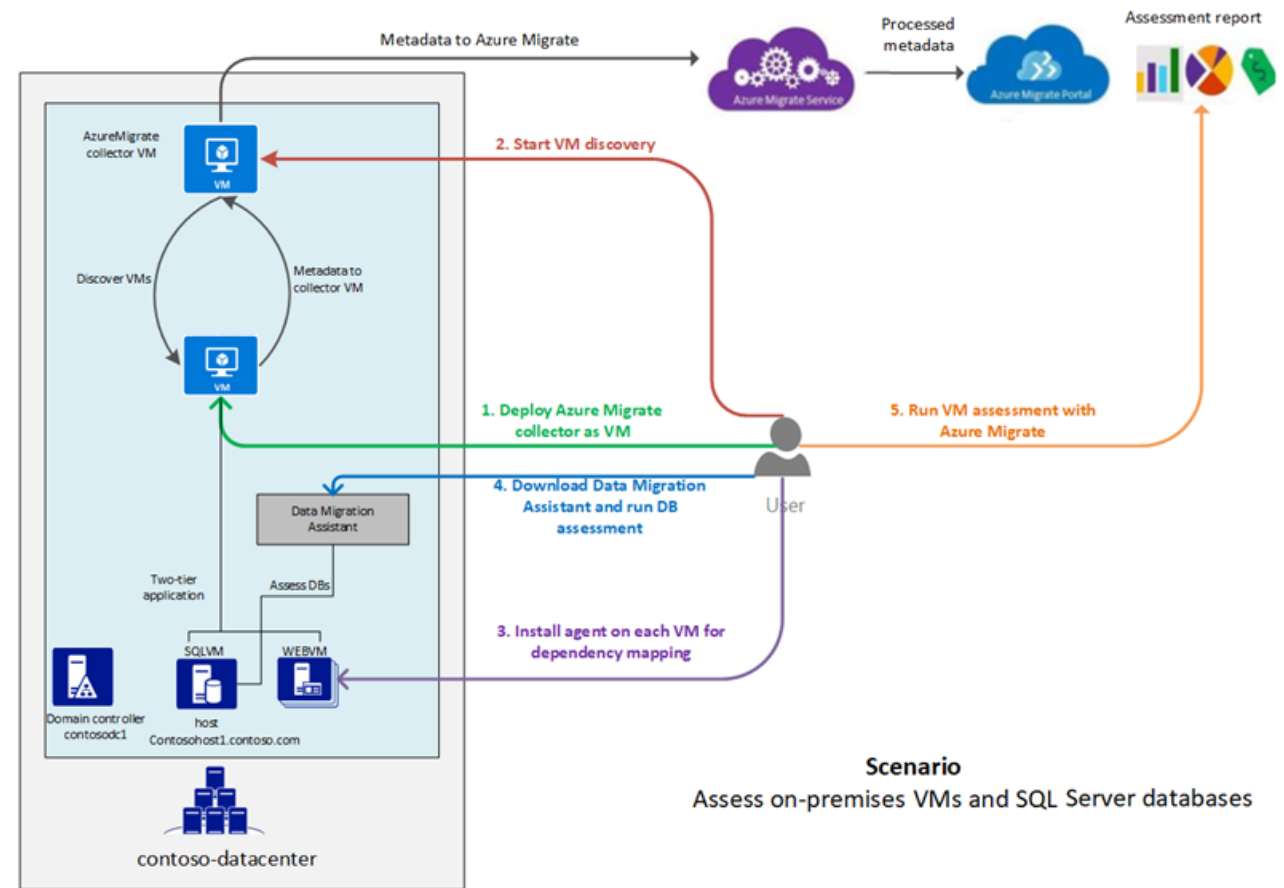 Assessment report
Processed
metadata
Metadata to Azure Migrate
Azure Migrate Service
Azure Migrate Portal
AzureMigrate
collector VM
VM
2. Start VM discovery
Discover VMs
Metadata to
collector VM
VM
1. Deploy Azure Migrate
collector as VM
5. Run VM assessment with
Azure Migrate
4. Download Data Migration
Assistant and run DB
assessment
User
Data Migration
Assistant
Two-tier
application
Assess DBs
3. Install agent on each VM for
dependency mapping
SQLVM
WEBVM
Domain controller
contosodc1
host
Contosohost1.contoso.com
Scenario
Assess on-premises VMs and SQL Server databases
contoso-datacenter